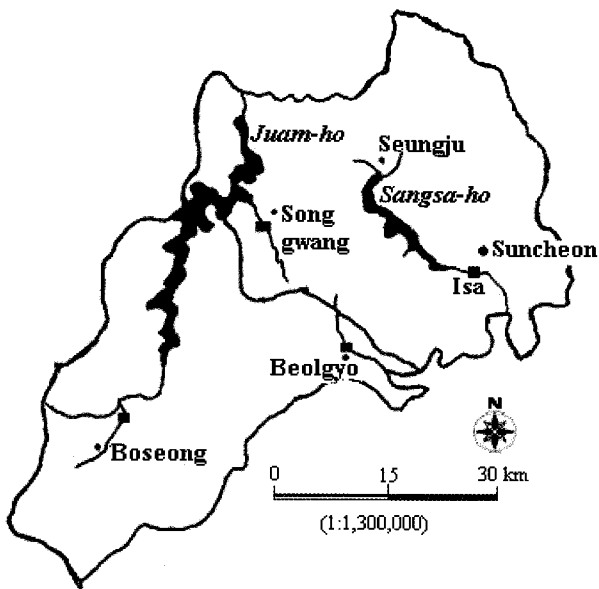 Juam-ho
Seungju
Sangsa-ho
Song
gwang
Suncheon
Isa
Beolgyo
Boseong
N
0 15 30 km
(1:1,300,000)